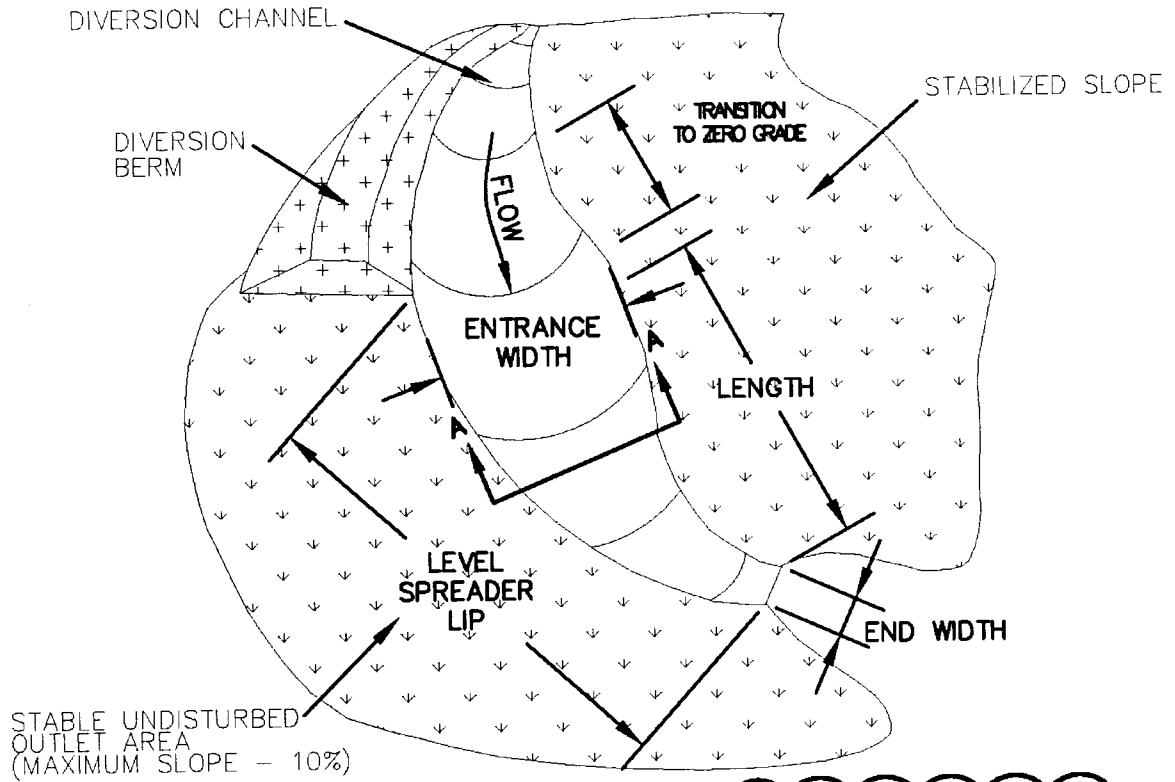 DIVERSION CHANNEL
STABILIZED SLOPE
TRANSITION
TO ZERO GRADE
DIVERSION
BERM
FLOW
ENTRANCE
WIDTH
A
A
LENGTH
LEVEL
SPREADER
LIP
END WIDTH
STABLE UNDISTURBED
OUTLET AREA
(MAXIMUM SLOPE – 10%)